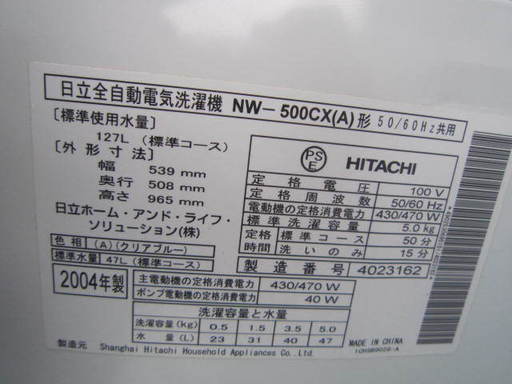 日立全自動電気洗濯機 NW-500CX(A)形 50/60Hz共用
[標準使用水量]
127L (標準コース)
[外形寸法]
幅 539 mm
奥行 508 mm
高さ 965 mm
日立ホーム・アンド・ライフ・
ソリューション(株)
色相 (A)(クリアブルー)
標準水量 47L (標準コース)
2004年製
PSE HITACHI
定格電圧 100 V
定格周波数 50/60 Hz
電動機の定格消費電力 430/470 W
標準洗濯容量 5.0 kg
定格時間 標準コース 50分
洗いのみ 15分
製造番号 4023162
主電動機の定格消費電力 430/470 W
ポンプ電動機の定格消費電力 40 W
洗濯容量と水量
洗濯容量(kg) 0.5 1.5 3.5 5.0
水量(L) 23 31 40 47
製造元 Shanghai Hitachi Household Appliances Co., Ltd.
MADE IN CHINA